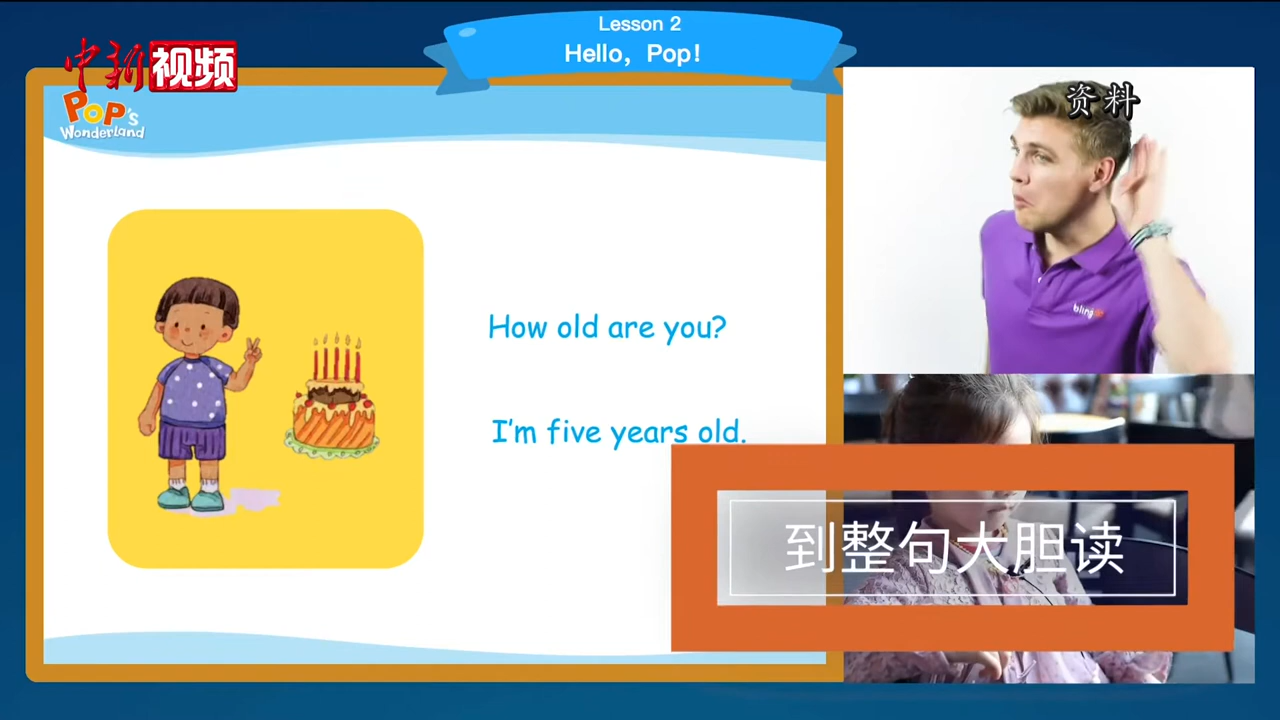 Lesson 2
Hello, Pop!
中新视频
POP's
Wonderland
资料
How old are you?
I'm five years old.
到整句大胆读